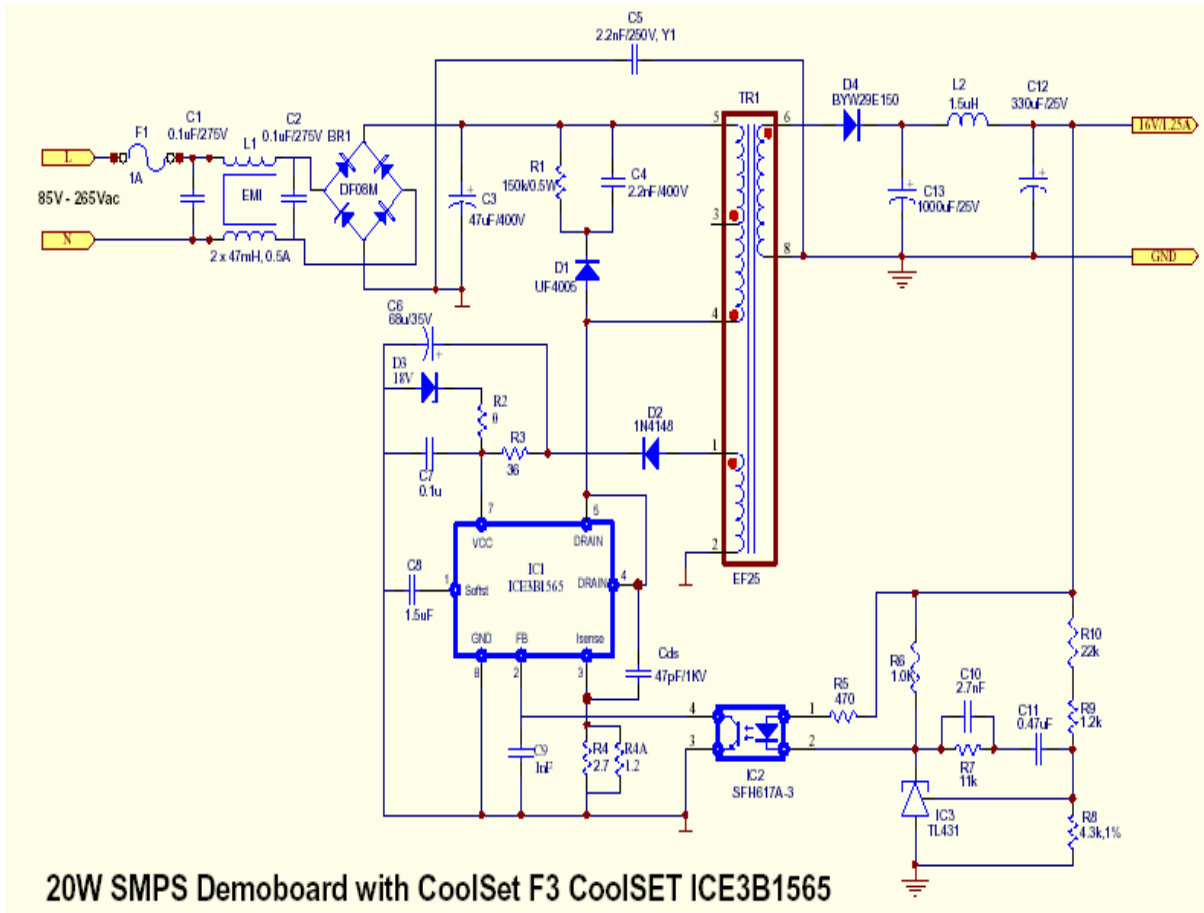 C5
2.2nF/250V, Y1
D4
BYW29E150
L2
1.5uH
C12
330uF/25V
TR1
C1
0.1uF/275V
C2
0.1uF/275V
BR1
F1
1A
L1
L
85V - 265Vac
N
EMI
DF08M
2 x 47mH, 0.5A
C3
47uF/400V
R1
150k/0.5W
C4
2.2nF/400V
5
6
3
4
8
16V/1.25A
C13
1000uF/25V
GND
D1
UF4005
C6
68u/35V
D3
18V
R2
0
R3
36
D2
1N4148
1
2
EF25
C7
0.1u
7
VCC
5
DRAIN
IC1
ICE3B1565
DRAIN
4
C8
1.5uF
1
Softst
GND
FB
Isense
8
2
3
Cds
47pF/1KV
C9
1nF
R4
2.7
R4A
1.2
4
3
1
2
IC2
SFH617A-3
R5
470
R6
1.0K
C10
2.7nF
C11
0.47uF
R7
11k
R10
22k
R9
1.2k
IC3
TL431
R8
4.3k,1%
20W SMPS Demoboard with CoolSet F3 CoolSET ICE3B1565